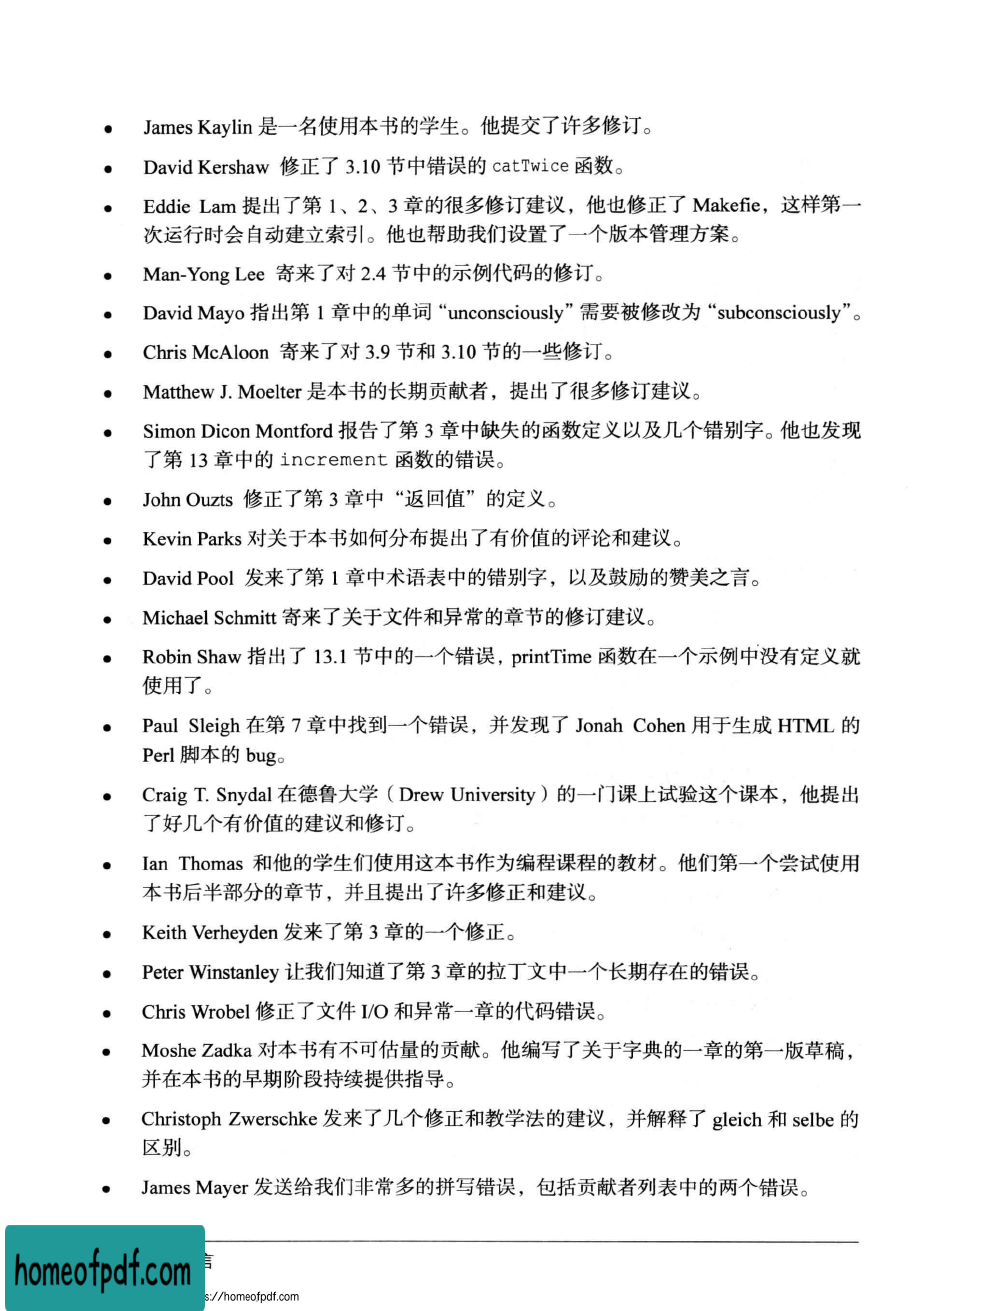 • James Kaylin 是一名使用本书的学生。他提交了许多修订。
• David Kershaw 修正了 3.10 节中错误的 catTwice 函数。
• Eddie Lam 提出了第 1、2、3 章的很多修订建议，他也修正了 Makefie，这样第一
次运行时会自动建立索引。他也帮助我们设置了一个版本管理方案。
• Man-Yong Lee 寄来了对 2.4 节中的示例代码的修订。
• David Mayo 指出第 1 章中的单词 “unconsciously” 需要被修改为 “subconsciously”。
• Chris McAloon 寄来了对 3.9 节和 3.10 节的一些修订。
• Matthew J. Moelter 是本书的长期贡献者，提出了很多修订建议。
• Simon Dicon Montford 报告了第 3 章中缺失的函数定义以及几个错别字。他也发现
了第 13 章中的 increment 函数的错误。
• John Ouzts 修正了第 3 章中 “返回值” 的定义。
• Kevin Parks 对关于本书如何分布提出了有价值的评论和建议。
• David Pool 发来了第 1 章中术语表中的错别字，以及鼓励的赞美之言。
• Michael Schmitt 寄来了关于文件和异常的章节的修订建议。
• Robin Shaw 指出了 13.1 节中的一个错误，printTime 函数在一个示例中没有定义就
使用了。
• Paul Sleigh 在第 7 章中找到一个错误，并发现了 Jonah Cohen 用于生成 HTML 的
Perl 脚本的 bug。
• Craig T. Snydal 在德鲁大学（Drew University）的一门课上试验这个课本，他提出
了好几个有价值的建议和修订。
• Ian Thomas 和他的学生们使用这本书作为编程课程的教材。他们第一个尝试使用
本书后半部分的章节，并且提出了许多修正和建议。
• Keith Verheyden 发来了第 3 章的一个修正。
• Peter Winstanley 让我们知道了第 3 章的拉丁文中一个长期存在的错误。
• Chris Wrobel 修正了文件 I/O 和异常一章的代码错误。
• Moshe Zadka 对本书有不可估量的贡献。他编写了关于字典的一章的第一版草稿，
并在本书的早期阶段持续提供指导。
• Christoph Zwerschke 发来了几个修正和教学法的建议，并解释了 gleich 和 selbe 的
区别。
• James Mayer 发送给我们非常多的拼写错误，包括贡献者列表中的两个错误。
言
homeofpdf.com
s://homeofpdf.com